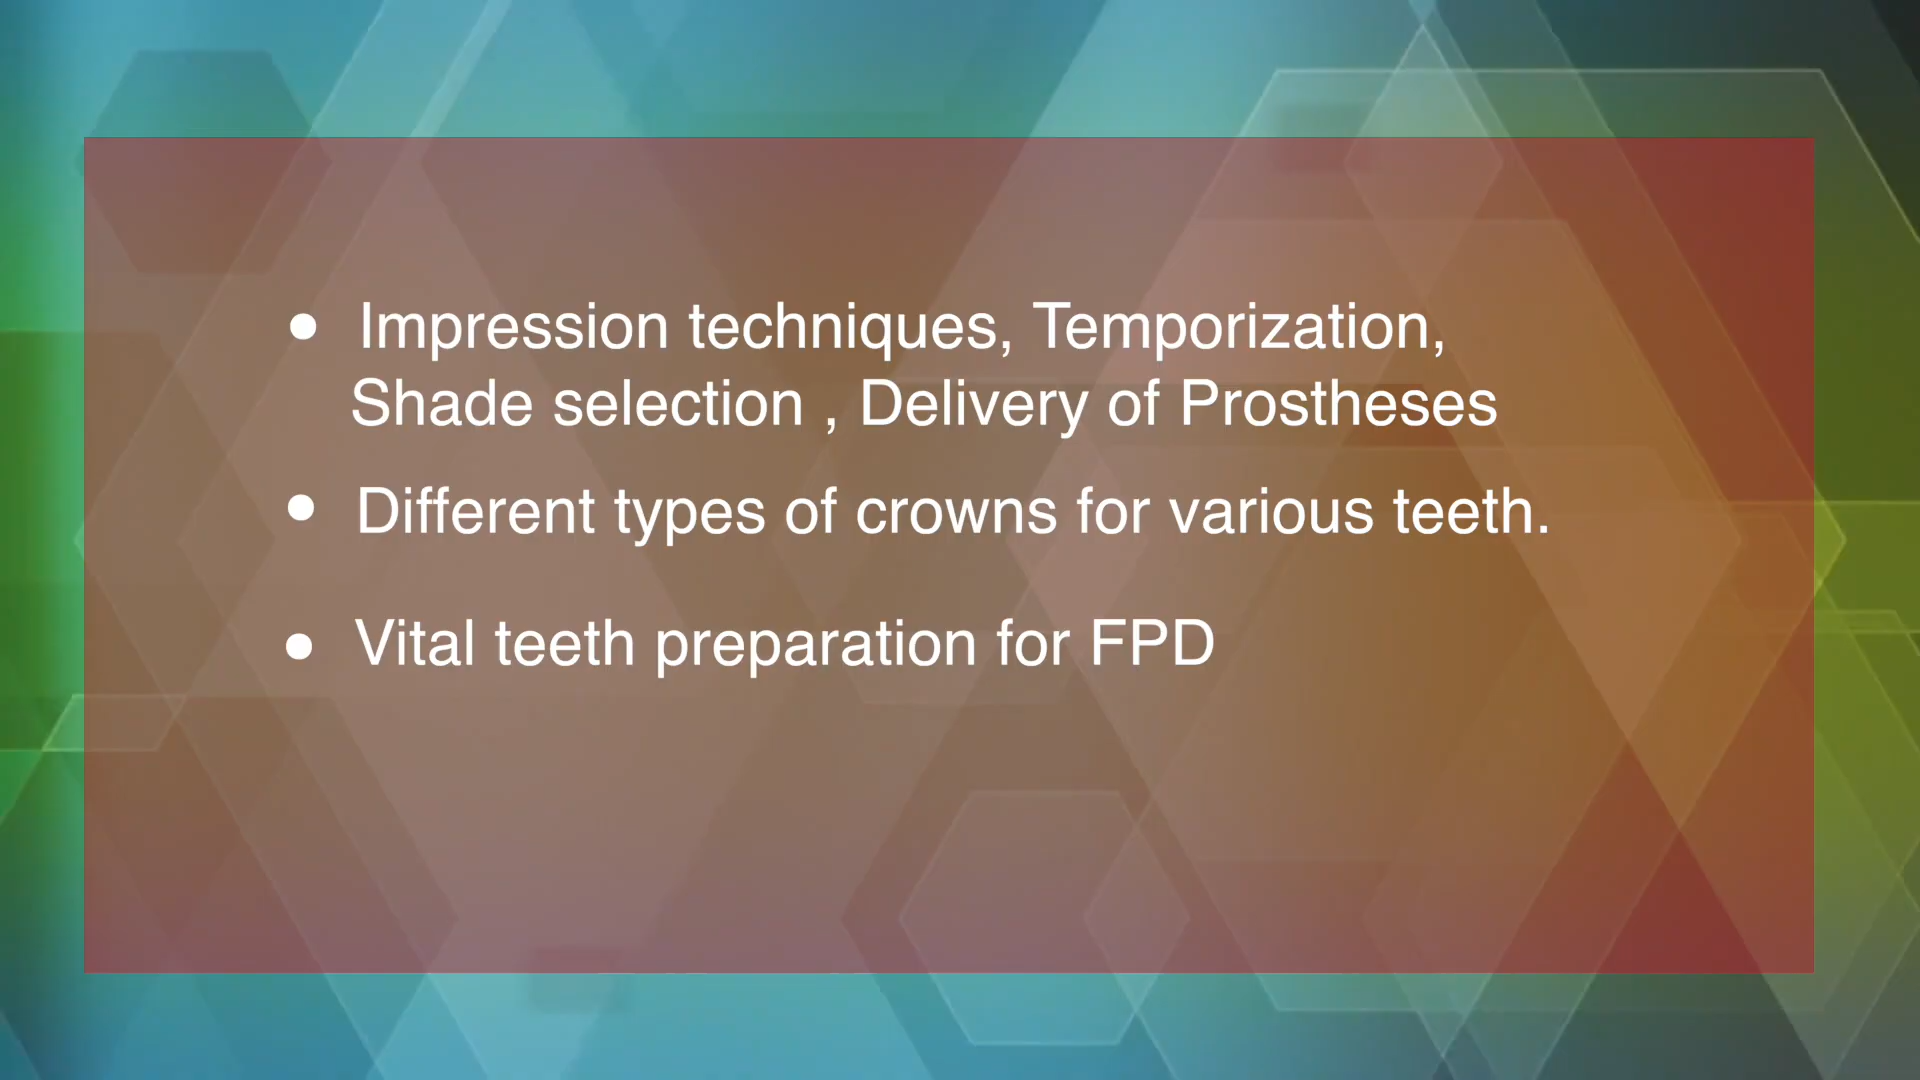 • Impression techniques, Temporization,
Shade selection , Delivery of Prostheses
• Different types of crowns for various teeth.
• Vital teeth preparation for FPD